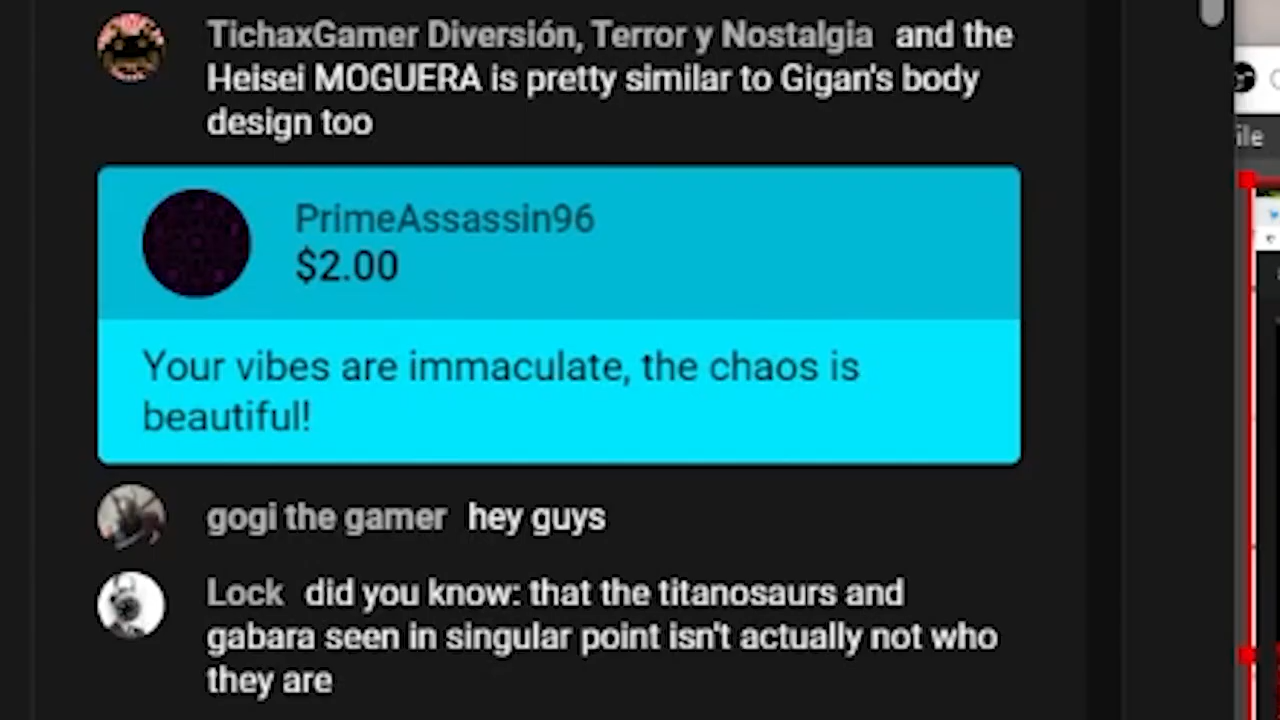 TichaxGamer Diversión, Terror y Nostalgia and the
Heisei MOGUERA is pretty similar to Gigan's body
design too
PrimeAssassin96
$2.00
Your vibes are immaculate, the chaos is
beautiful!
gogi the gamer hey guys
Lock did you know: that the titanosaurs and
gabara seen in singular point isn't actually not who
they are
ile